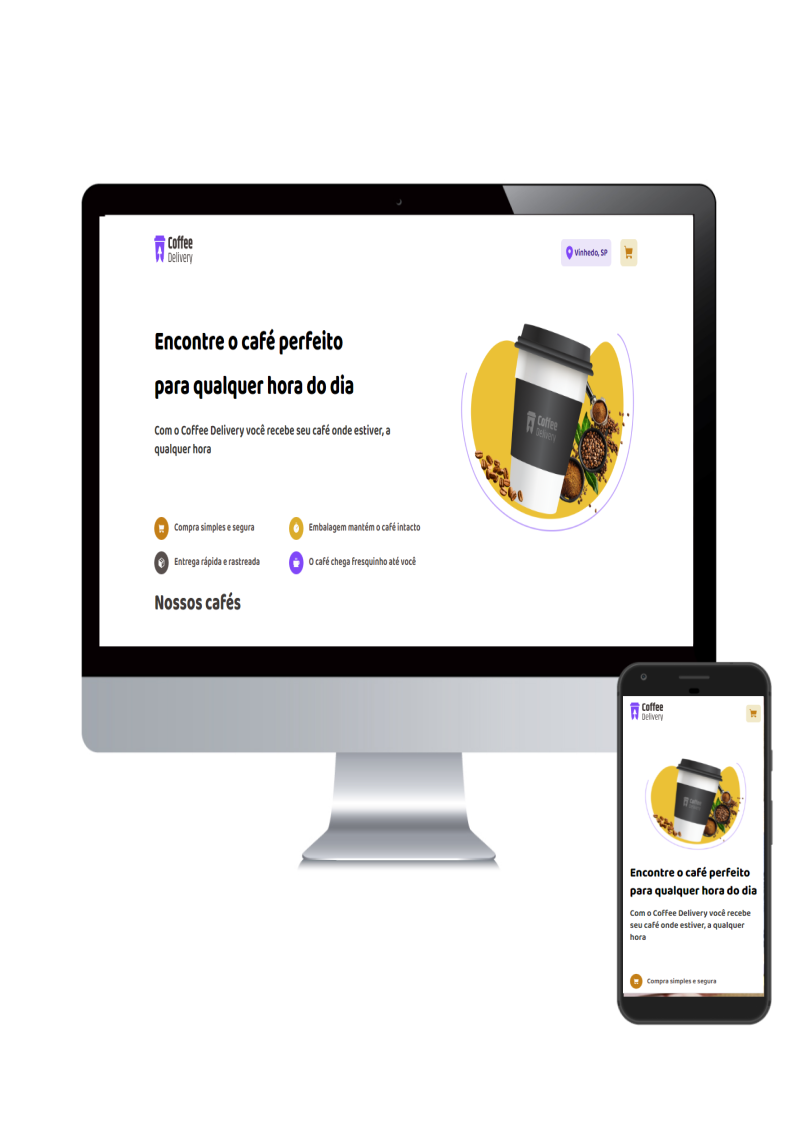 Coffee
Delivery
Vinhedo, SP
Encontre o café perfeito
para qualquer hora do dia
Com o Coffee Delivery você recebe seu café onde estiver, a
qualquer hora
Coffee
Delivery
Compra simples e segura
Embalagem mantém o café intacto
Entrega rápida e rastreada
O café chega fresquinho até você
Nossos cafés
Coffee
Delivery
Coffee
Delivery
Encontre o café perfeito
para qualquer hora do dia
Com o Coffee Delivery você recebe
seu café onde estiver, a qualquer
hora
Compra simples e segura